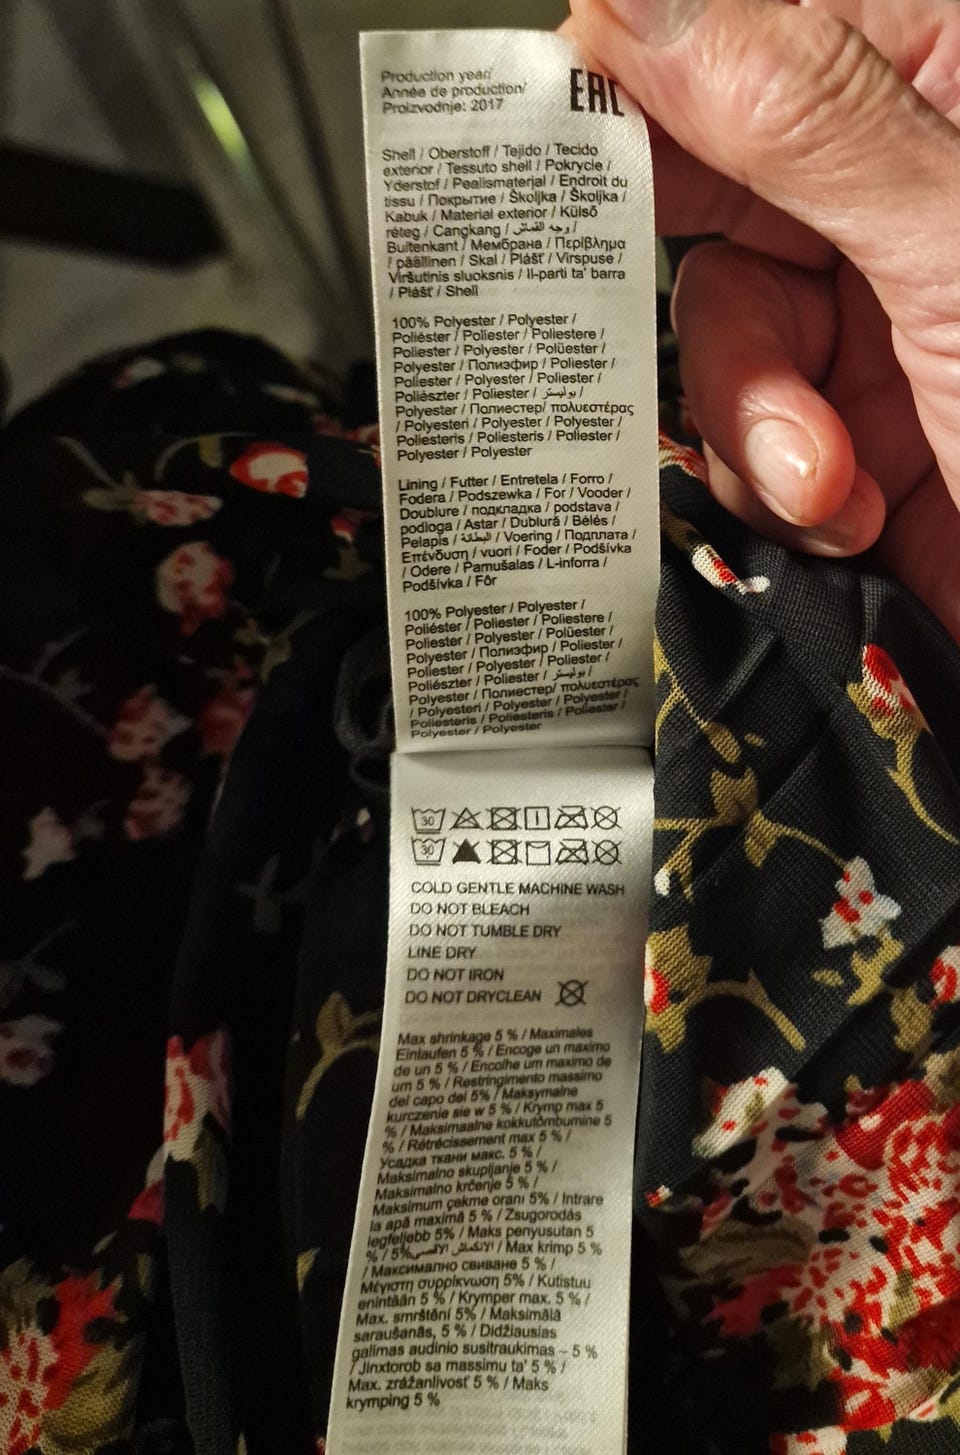 Production year/
Année de production/
Proizvodnje: 2017
EAC
Shell / Oberstoff / Tejido / Tecido
exterior / Tessuto shell / Pokrycie /
Yderstof / Pealismaterjal / Endroit du
tissu / Покрытие / Školjka / Školjka /
Kabuk / Material exterior / Külső
réteg / Cangkang / وجه القماش /
Buitenkant / Мембрана / Περίβλημα
/ päällinen / Skal / Plášť / Virspuse /
Viršutinis sluoksnis / Il-parti ta' barra
/ Plášť / Shell
100% Polyester / Polyester /
Poliéster / Poliester / Poliestere /
Poliester / Polyester / Polüester /
Polyester / Полиэфир / Poliester /
Poliester / Polyester / Poliester /
Poliészter / Poliester / بوليستر /
Polyester / Полиестер/ πολυεστέρας
/ Polyesteri / Polyester / Polyester /
Poliesteris / Poliesteris / Poliester /
Polyester / Polyester
Lining / Futter / Entretela / Forro /
Fodera / Podszewka / For / Vooder /
Doublure / подкладка / podstava /
podloga / Astar / Dublură / Bélés /
Pelapis / البطانة / Voering / Подплата /
Επένδυση / vuori / Foder / Podšívka
/ Odere / Pamušalas / L-inforra /
Podšívka / Fôr
100% Polyester / Polyester /
Poliéster / Poliester / Poliestere /
Poliester / Polyester / Polüester /
Polyester / Полиэфир / Poliester /
Poliester / Polyester / Poliester /
Poliészter / Poliester / بوليستر /
Polyester / Полиестер/ πολυεστέρας
/ Polyesteri / Polyester / Polyester /
Poliesteris / Poliesteris / Poliester /
Polyester / Polyester
30
30
COLD GENTLE MACHINE WASH
DO NOT BLEACH
DO NOT TUMBLE DRY
LINE DRY
DO NOT IRON
DO NOT DRYCLEAN
Max shrinkage 5 % / Maximales
Einlaufen 5 % / Encoge un maximo
de un 5 % / Encolhe um maximo de
um 5 % / Restringimento massimo
del capo del 5% / Maksymalne
kurczenie sie w 5 % / Krymp max 5
% / Maksimaalne kokkutõmbumine 5
% / Rétrécissement max 5 % /
Усадка ткани макс. 5 % /
Maksimalno skupljanje 5 % /
Maksimalno krčenje 5 % /
Maksimum çekme oranı 5% / Intrare
la apă maximă 5 % / Zsugorodás
legfeljebb 5% / Maks penyusutan 5
% / 5% الانكماش الاقصى / Max krimp 5 %
/ Максимално свиване 5 % /
Μέγιστη συρρίκνωση 5% / Kutistuu
enintään 5 % / Krymper max. 5 % /
Max. smrštění 5% / Maksimālā
saraušanās, 5 % / Didžiausias
galimas audinio susitraukimas – 5 %
/ Jinxtorob sa massimu ta' 5 % /
Max. zrážanlivosť 5 % / Maks
krymping 5 %